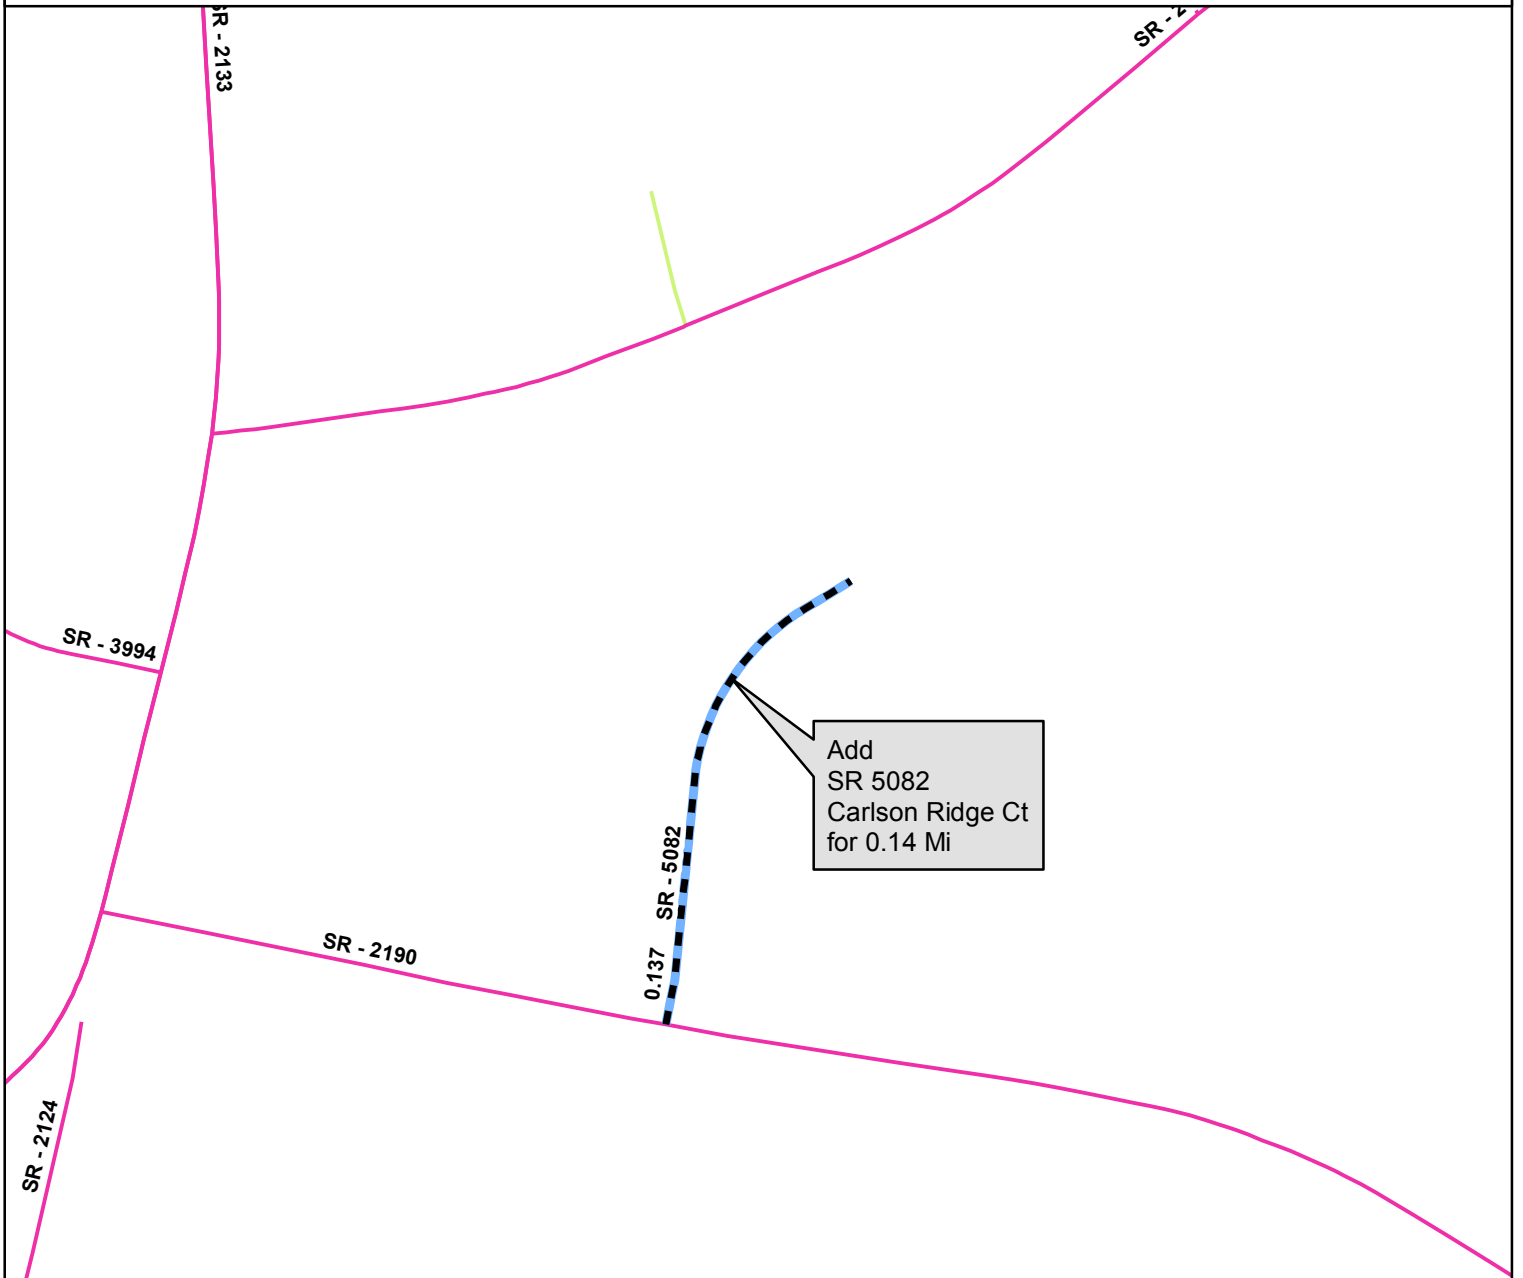 SR - 2133
SR - 2
SR - 3994
Add
SR 5082
Carlson Ridge Ct
for 0.14 Mi
SR - 5082
0.137
SR - 2190
SR - 2124